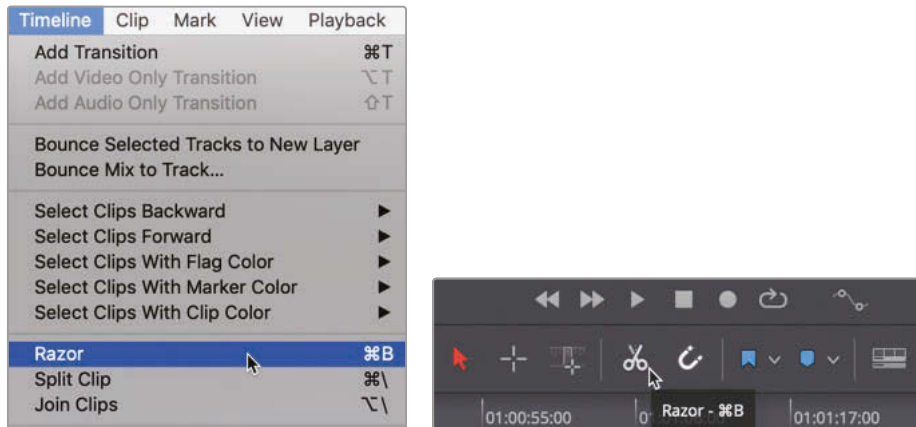 Timeline Clip Mark View Playback
Add Transition ⌘T
Add Video Only Transition ⌥T
Add Audio Only Transition ⇧T
Bounce Selected Tracks to New Layer
Bounce Mix to Track...
Select Clips Backward ▶
Select Clips Forward ▶
Select Clips With Flag Color ▶
Select Clips With Marker Color ▶
Select Clips With Clip Color ▶
Razor ⌘B
Split Clip ⌘\
Join Clips ⌥\
Razor - ⌘B
01:00:55:00 01:01:17:00